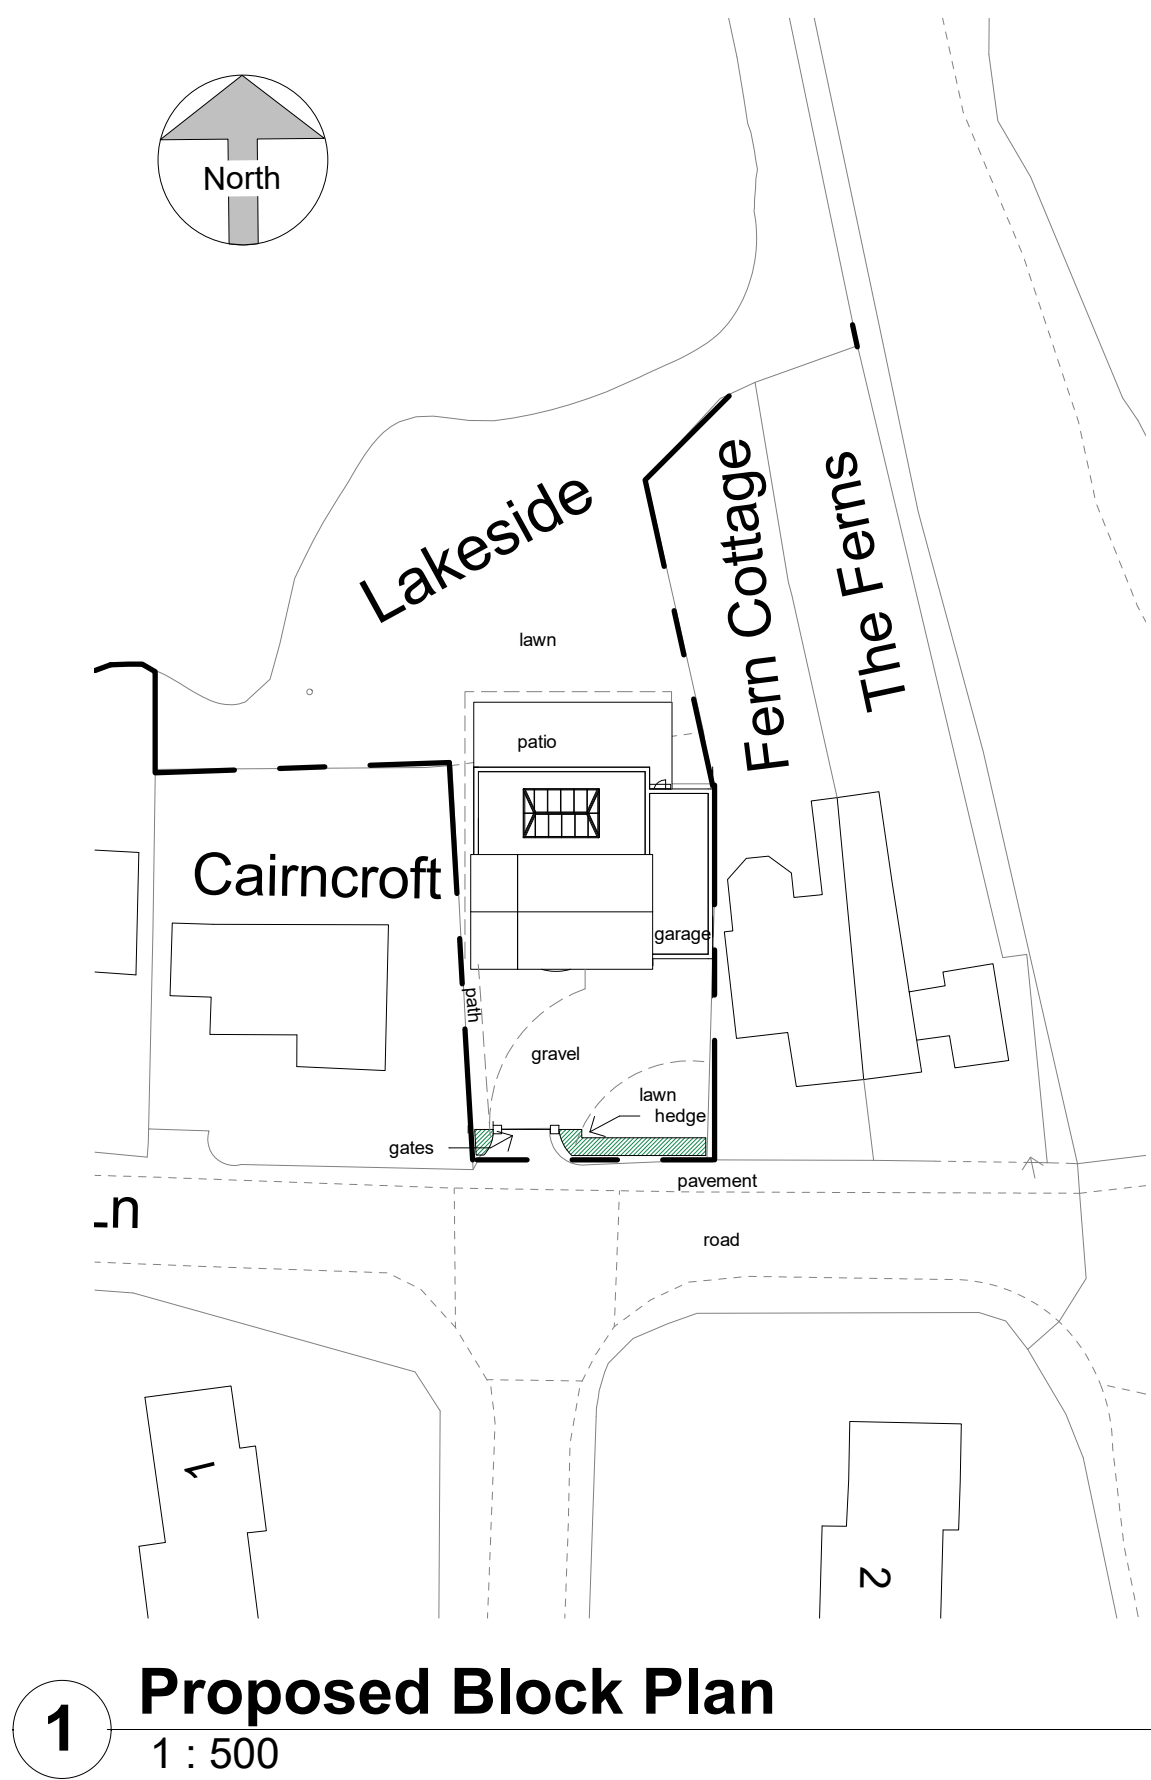 North
Lakeside
Fern Cottage
The Ferns
lawn
patio
Cairncroft
garage
path
gravel
lawn
hedge
gates
pavement
Ln
road
1
2
1
Proposed Block Plan
1 : 500